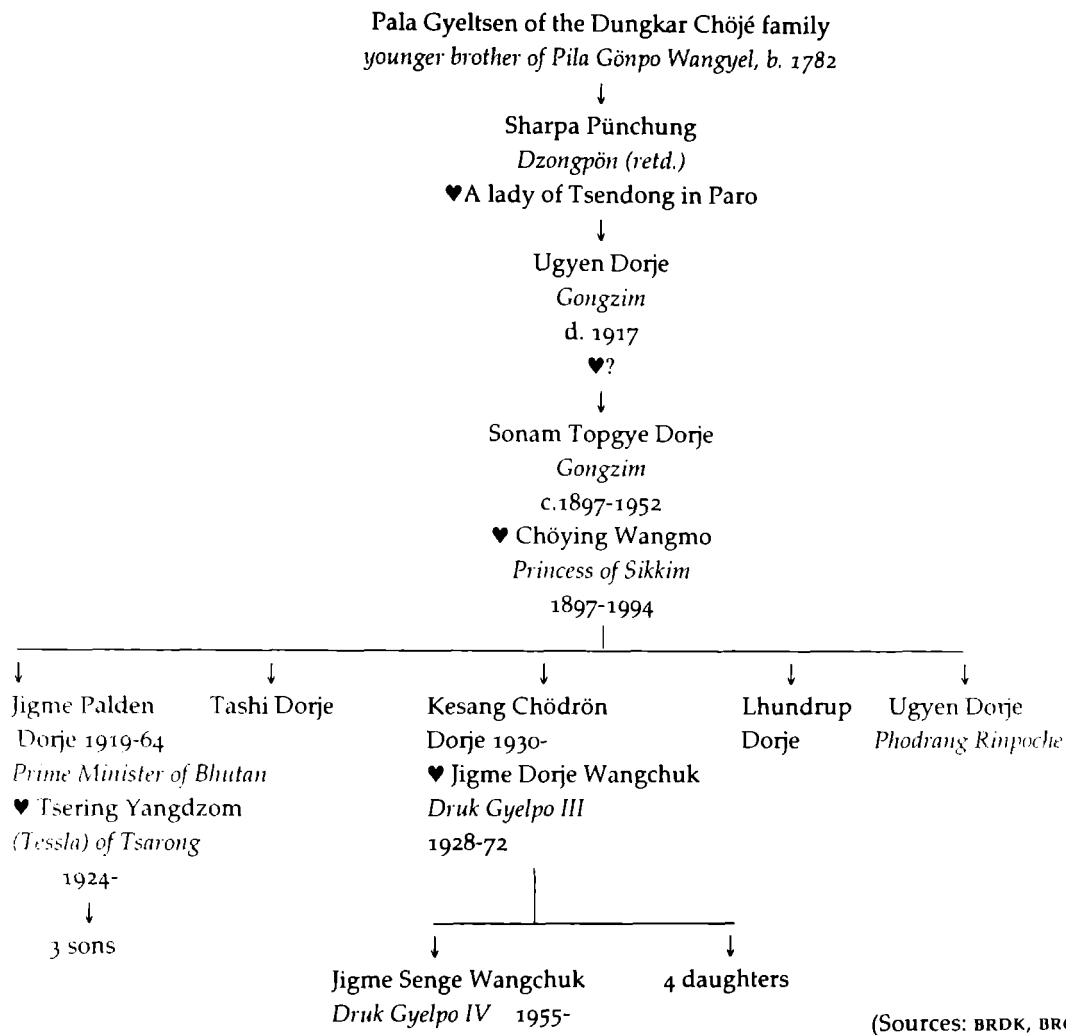 Pala Gyeltsen of the Dungkar Chöjé family
younger brother of Pila Gönpo Wangyel, b. 1782
Sharpa Pünchung
Dzongpön (retd.)
♥A lady of Tsendong in Paro
Ugyen Dorje
Gongzim
d. 1917
♥?
Sonam Topgye Dorje
Gongzim
c.1897-1952
♥ Chöying Wangmo
Princess of Sikkim
1897-1994
Jigme Palden
Dorje 1919-64
Prime Minister of Bhutan
♥ Tsering Yangdzom
(Tessla) of Tsarong
1924-
3 sons
Tashi Dorje
Kesang Chödrön
Dorje 1930-
♥ Jigme Dorje Wangchuk
Druk Gyelpo III
1928-72
Lhundrup
Dorje
Ugyen Dorje
Phodrang Rinpoche
Jigme Senge Wangchuk
Druk Gyelpo IV 1955-
4 daughters
(Sources: BRDK,